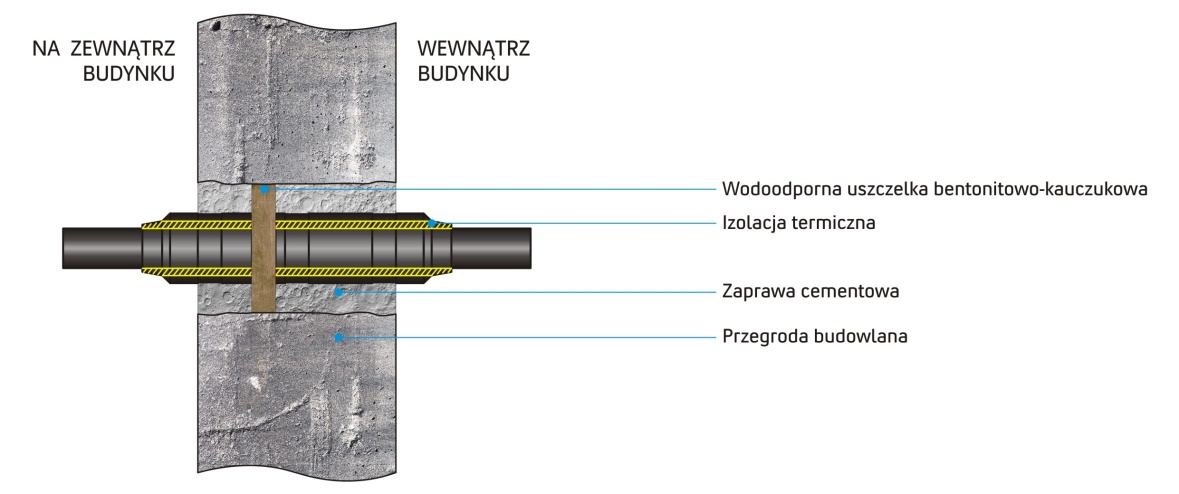 NA ZEWNĄTRZ
BUDYNKU
WEWNĄTRZ
BUDYNKU
Wodoodporna uszczelka bentonitowo-kauczukowa
Izolacja termiczna
Zaprawa cementowa
Przegroda budowlana